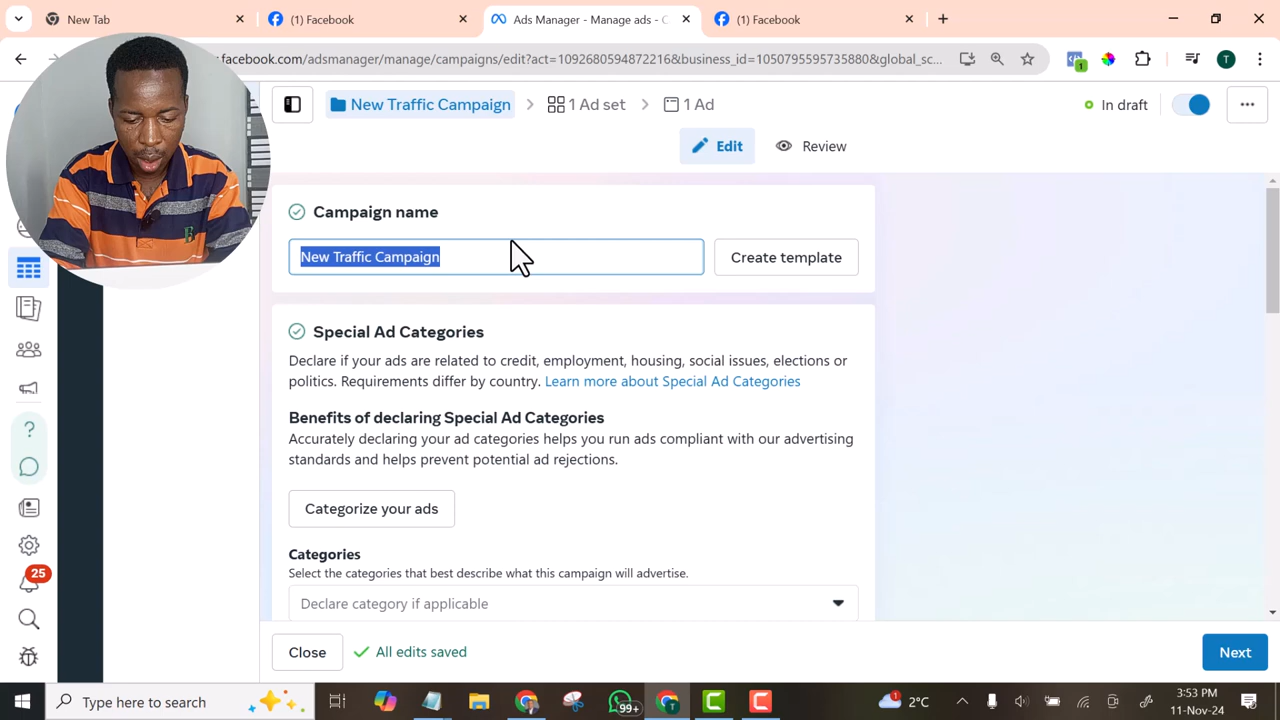 New Tab
(1) Facebook
Ads Manager - Manage ads - C
(1) Facebook
.facebook.com/adsmanager/manage/campaigns/edit?act=1092680594872216&business_id=105079559573588­0&global_sc...
1
T
New Traffic Campaign
1 Ad set
1 Ad
In draft
Edit
Review
Campaign name
New Traffic Campaign
Create template
Special Ad Categories
Declare if your ads are related to credit, employment, housing, social issues, elections or
politics. Requirements differ by country. Learn more about Special Ad Categories
Benefits of declaring Special Ad Categories
Accurately declaring your ad categories helps you run ads compliant with our advertising
standards and helps prevent potential ad rejections.
Categorize your ads
Categories
Select the categories that best describe what this campaign will advertise.
Declare category if applicable
25
Close
All edits saved
Next
Type here to search
99+
1
2°C
3:53 PM
11-Nov-24